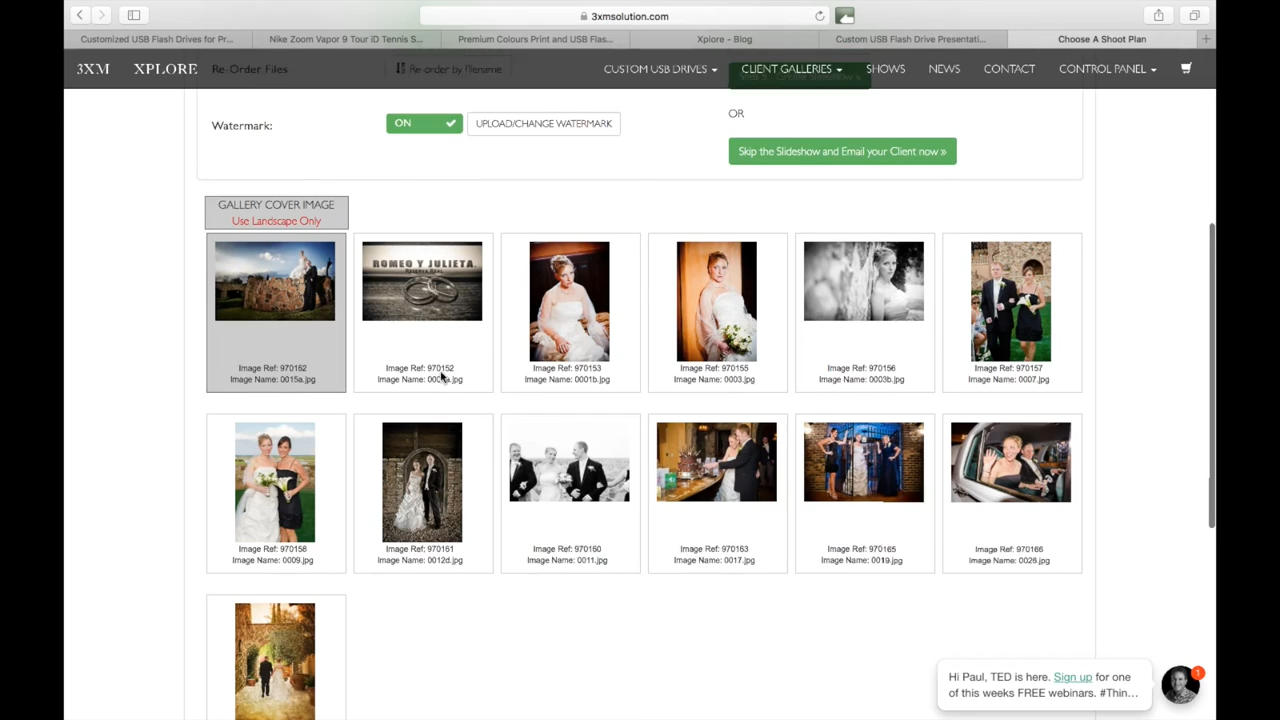 3xmsolution.com
Customized USB Flash Drives for Pr...
Nike Zoom Vapor 9 Tour iD Tennis S...
Premium Colours Print and USB Flas...
Xplore - Blog
Custom USB Flash Drive Presentati...
Choose A Shoot Plan
3XM XPLORE
Re-Order Files
Re-order by filename
CUSTOM USB DRIVES
CLIENT GALLERIES
SHOWS
NEWS
CONTACT
CONTROL PANEL
Watermark:
ON
UPLOAD/CHANGE WATERMARK
OR
Skip the Slideshow and Email your Client now »
GALLERY COVER IMAGE
Use Landscape Only
ROMEO Y JULIETA
Image Ref: 970162
Image Name: 0015a.jpg
Image Ref: 970152
Image Name:
Image Ref: 970153
Image Name: 0001b.jpg
Image Ref: 970155
Image Name: 0003.jpg
Image Ref: 970156
Image Name: 0003b.jpg
Image Ref: 970157
Image Name: 0007.jpg
Image Ref: 970158
Image Name: 0009.jpg
Image Ref: 970161
Image Name: 0012d.jpg
Image Ref: 970160
Image Name: 0011.jpg
Image Ref: 970163
Image Name: 0017.jpg
Image Ref: 970165
Image Name: 0019.jpg
Image Ref: 970166
Image Name: 0026.jpg
Hi Paul, TED is here. Sign up for one
of this weeks FREE webinars. #Thin...
1